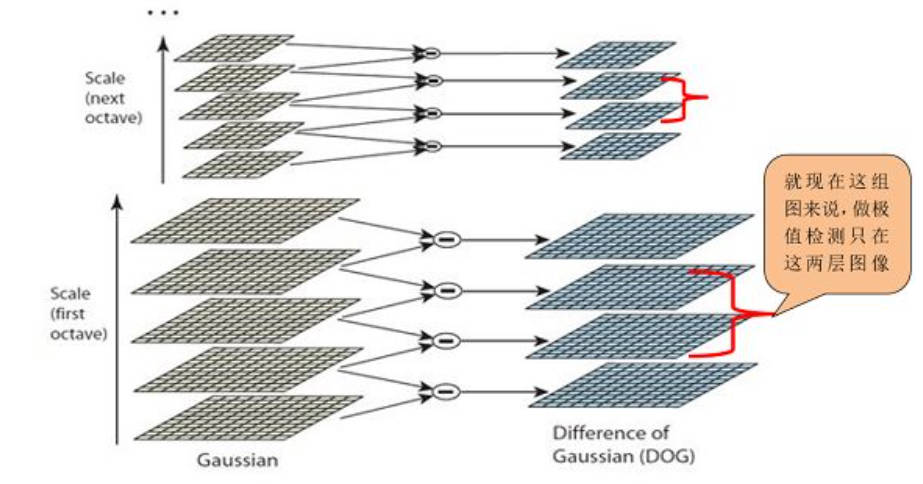 ...
Scale
(next
octave)
就现在这组
图来说，做极
值检测只在
这两层图像
Scale
(first
octave)
Gaussian
Difference of
Gaussian (DOG)